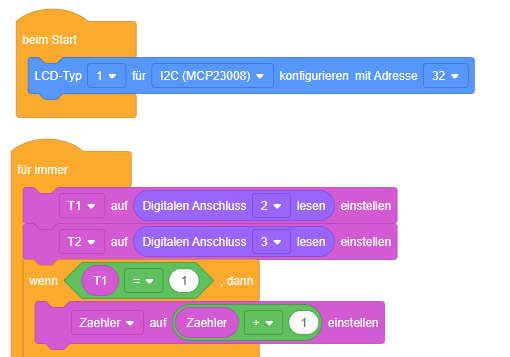 beim Start
LCD-Typ 1 für I2C (MCP23008) konfigurieren mit Adresse 32
für immer
T1 auf Digitalen Anschluss 2 lesen einstellen
T2 auf Digitalen Anschluss 3 lesen einstellen
wenn T1 = 1 , dann
Zaehler auf Zaehler + 1 einstellen